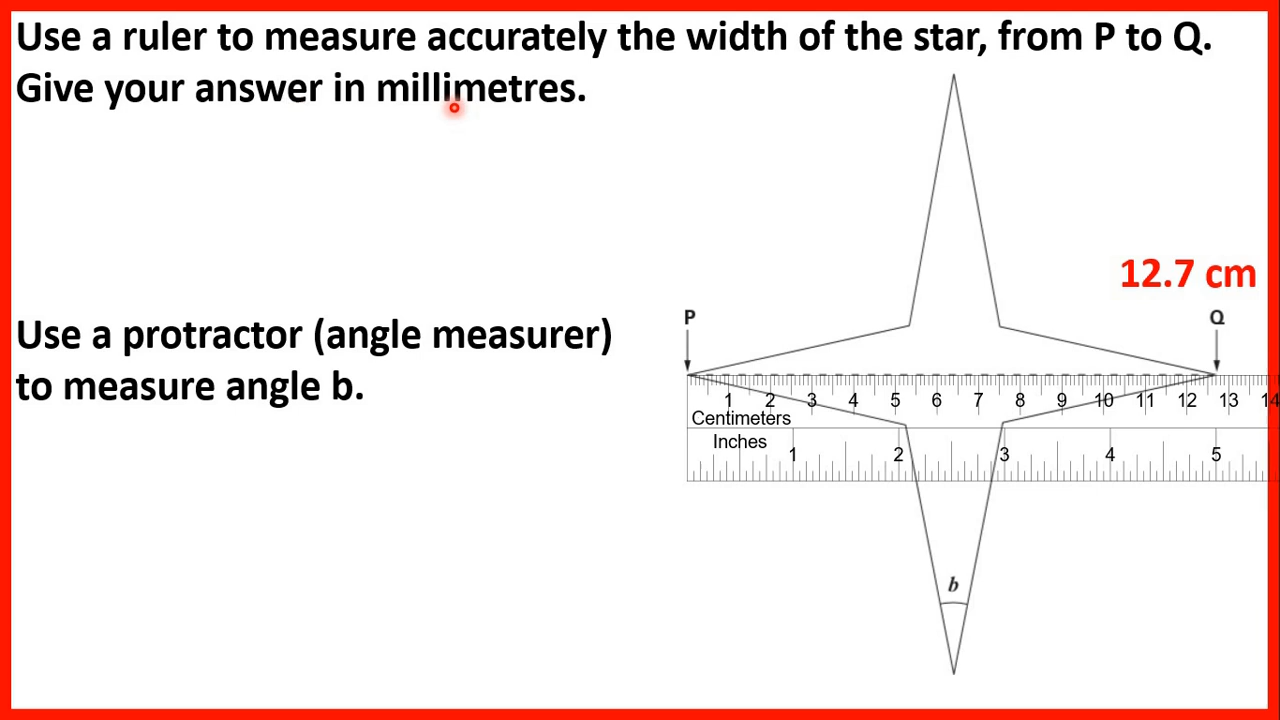 Use a ruler to measure accurately the width of the star, from P to Q.
Give your answer in millimetres.
12.7 cm
P
Q
Use a protractor (angle measurer)
to measure angle b.
1 2 3 4 5 6 7 8 9 10 11 12 13 14
Centimeters
Inches
1 2 3 4 5
b